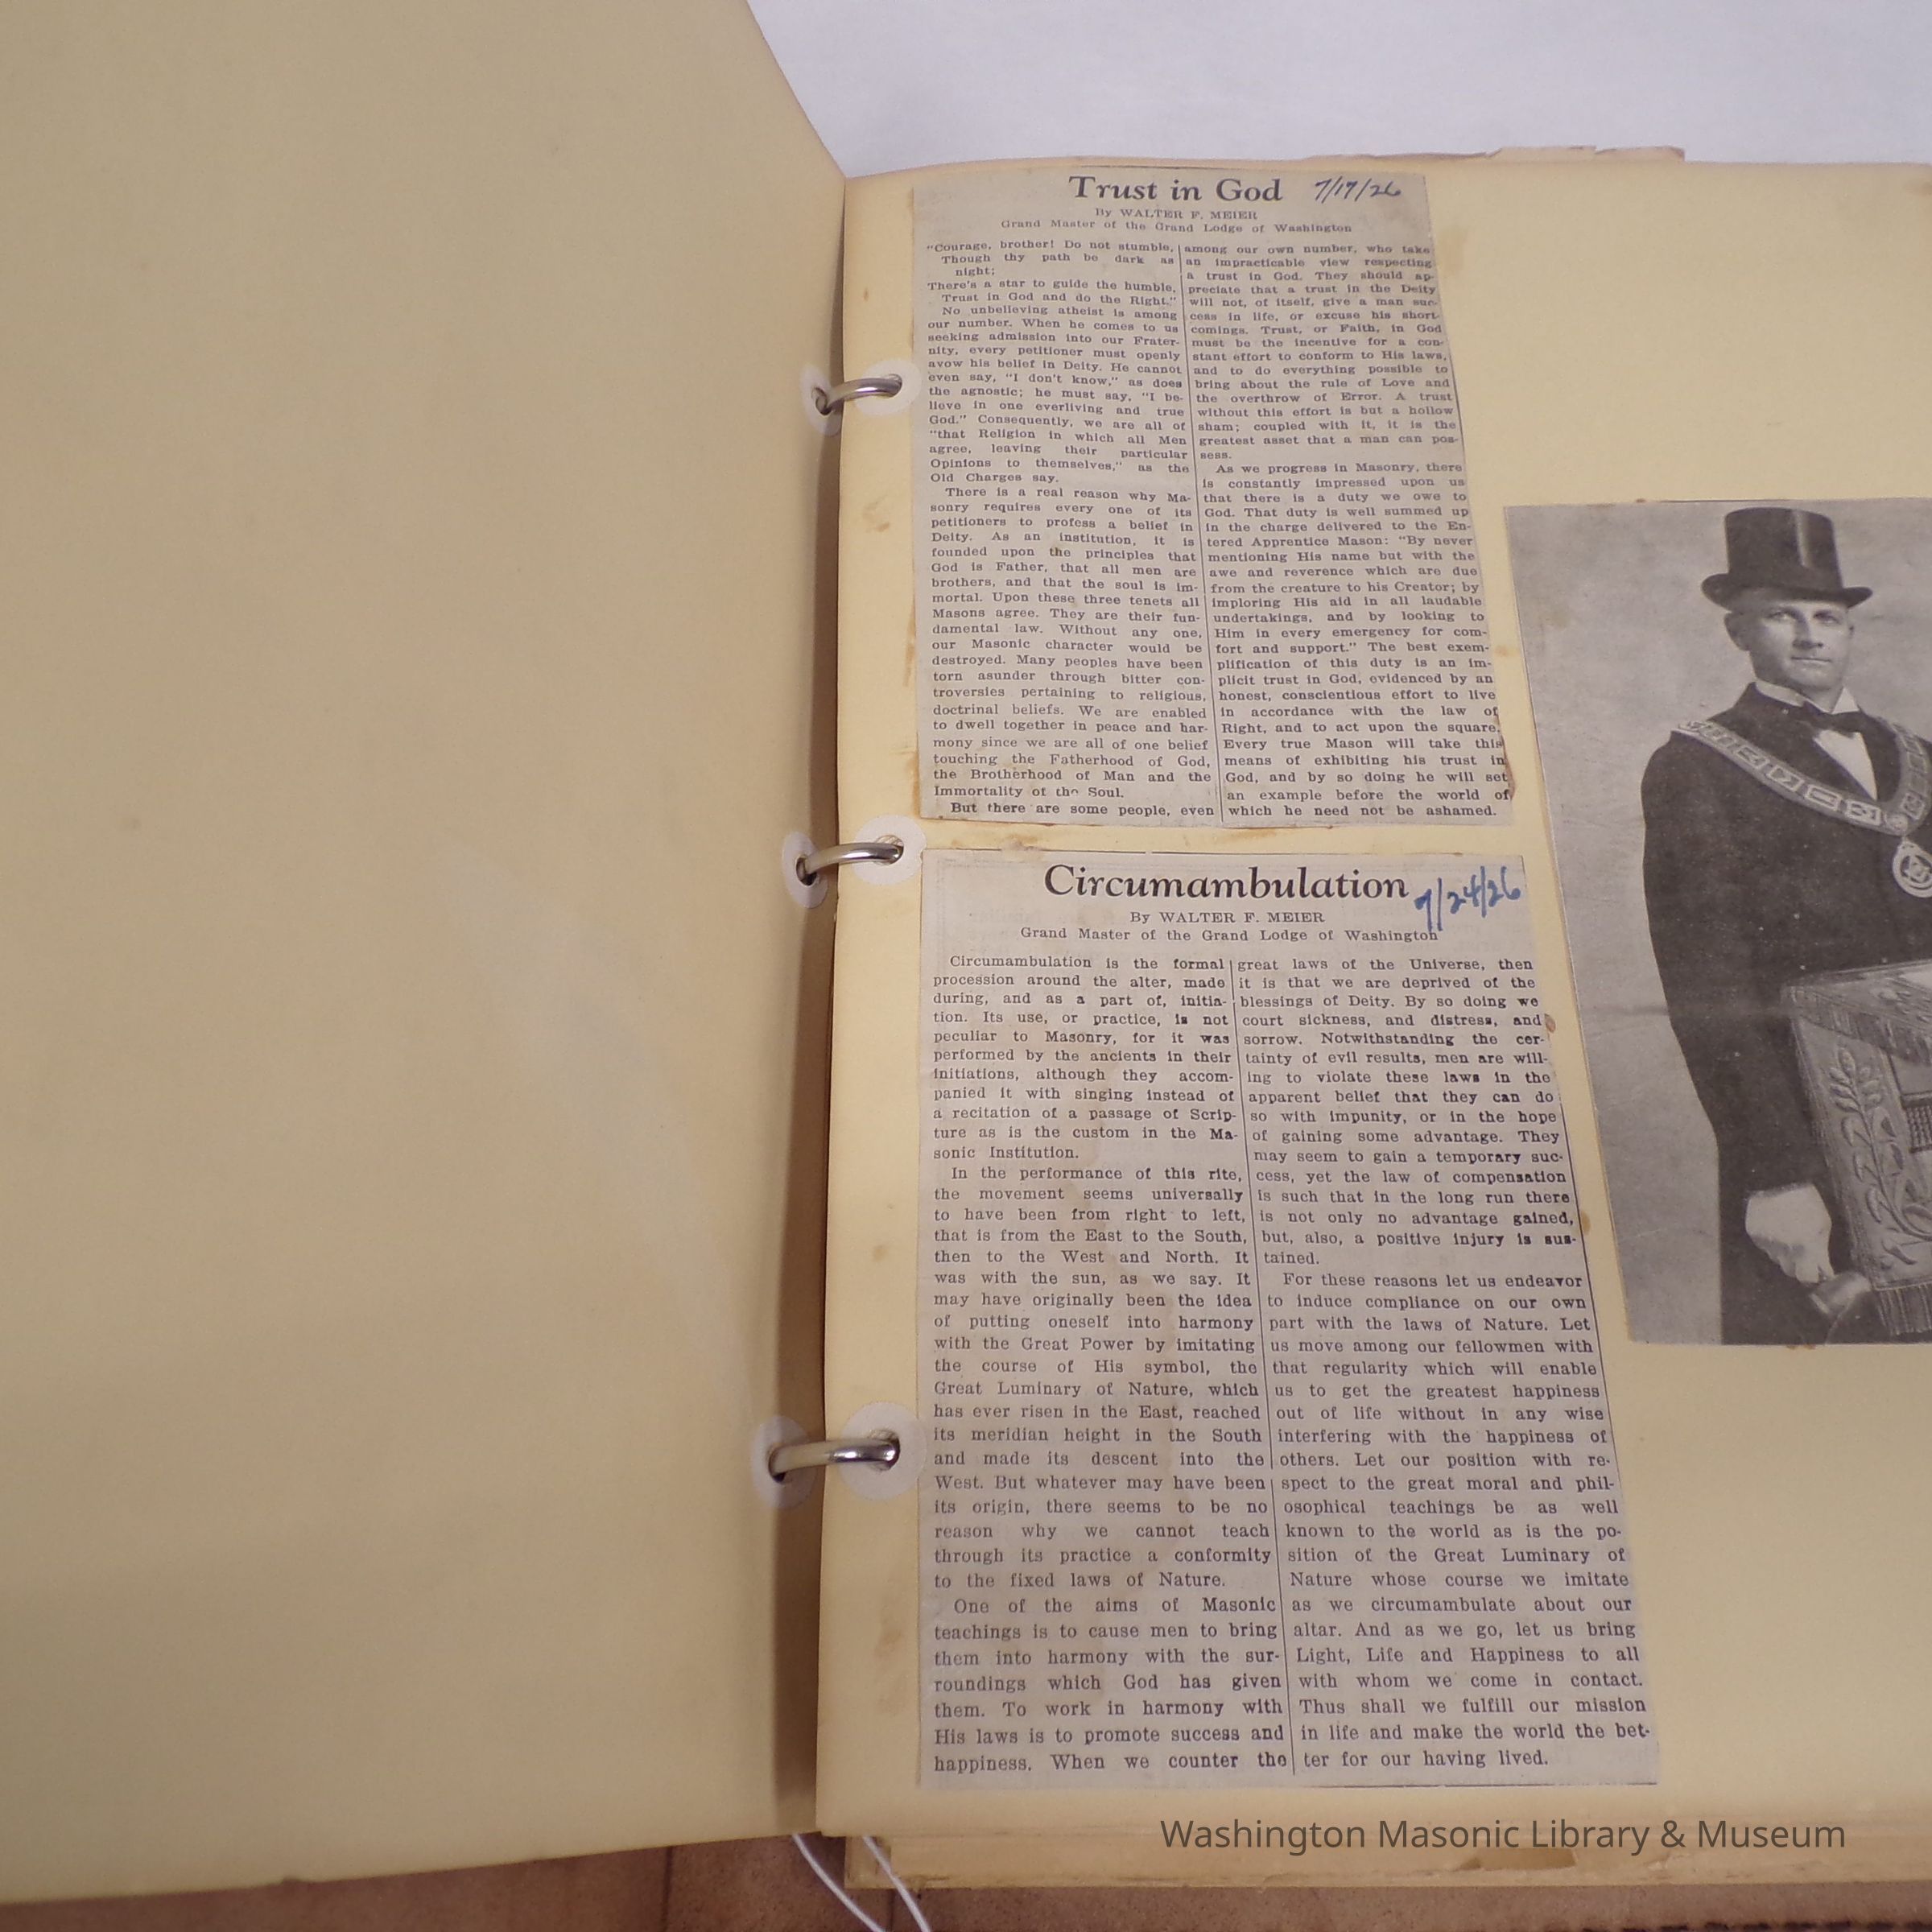 Trust in God 7/17/26
By WALTER F. MEIER
Grand Master of the Grand Lodge of Washington
"Courage, brother! Do not stumble,
Though thy path be dark as
night;
There's a star to guide the humble,
Trust in God and do the Right."
No unbelieving atheist is among
our number. When he comes to us
seeking admission into our Frater-
nity, every petitioner must openly
avow his belief in Deity. He cannot
even say, "I don't know," as does
the agnostic; he must say, "I be-
lieve in one everliving and true
God." Consequently, we are all of
"that Religion in which all Men
agree, leaving their particular
Opinions to themselves," as the
Old Charges say.
There is a real reason why Ma-
sonry requires every one of its
petitioners to profess a belief in
Deity. As an institution, it is
founded upon the principles that
God is Father, that all men are
brothers, and that the soul is im-
mortal. Upon these three tenets all
Masons agree. They are their fun-
damental law. Without any one,
our Masonic character would be
destroyed. Many peoples have been
torn asunder through bitter con-
troversies pertaining to religious,
doctrinal beliefs. We are enabled
to dwell together in peace and har-
mony since we are all of one belief
touching the Fatherhood of God,
the Brotherhood of Man and the
Immortality of the Soul.
But there are some people, even
among our own number, who take
an impracticable view respecting
a trust in God. They should ap-
preciate that a trust in the Deity
will not, of itself, give a man suc-
cess in life, or excuse his short-
comings. Trust, or Faith, in God
must be the incentive for a con-
stant effort to conform to His laws,
and to do everything possible to
bring about the rule of Love and
the overthrow of Error. A trust
without this effort is but a hollow
sham; coupled with it, it is the
greatest asset that a man can pos-
sess.
As we progress in Masonry, there
is constantly impressed upon us
that there is a duty we owe to
God. That duty is well summed up
in the charge delivered to the En-
tered Apprentice Mason: "By never
mentioning His name but with the
awe and reverence which are due
from the creature to his Creator; by
imploring His aid in all laudable
undertakings, and by looking to
Him in every emergency for com-
fort and support." The best exem-
plification of this duty is an im-
plicit trust in God, evidenced by an
honest, conscientious effort to live
in accordance with the law of
Right, and to act upon the square.
Every true Mason will take this
means of exhibiting his trust in
God, and by so doing he will set
an example before the world of
which he need not be ashamed.
Circumambulation 7/24/26
By WALTER F. MEIER
Grand Master of the Grand Lodge of Washington
Circumambulation is the formal
procession around the alter, made
during, and as a part of, initia-
tion. Its use, or practice, is not
peculiar to Masonry, for it was
performed by the ancients in their
initiations, although they accom-
panied it with singing instead of
a recitation of a passage of Scrip-
ture as is the custom in the Ma-
sonic Institution.
In the performance of this rite,
the movement seems universally
to have been from right to left,
that is from the East to the South,
then to the West and North. It
was with the sun, as we say. It
may have originally been the idea
of putting oneself into harmony
with the Great Power by imitating
the course of His symbol, the
Great Luminary of Nature, which
has ever risen in the East, reached
its meridian height in the South
and made its descent into the
West. But whatever may have been
its origin, there seems to be no
reason why we cannot teach
through its practice a conformity
to the fixed laws of Nature.
One of the aims of Masonic
teachings is to cause men to bring
them into harmony with the sur-
roundings which God has given
them. To work in harmony with
His laws is to promote success and
happiness. When we counter the
great laws of the Universe, then
it is that we are deprived of the
blessings of Deity. By so doing we
court sickness, and distress, and
sorrow. Notwithstanding the cer-
tainty of evil results, men are will-
ing to violate these laws in the
apparent belief that they can do
so with impunity, or in the hope
of gaining some advantage. They
may seem to gain a temporary suc-
cess, yet the law of compensation
is such that in the long run there
is not only no advantage gained,
but, also, a positive injury is sus-
tained.
For these reasons let us endeavor
to induce compliance on our own
part with the laws of Nature. Let
us move among our fellowmen with
that regularity which will enable
us to get the greatest happiness
out of life without in any wise
interfering with the happiness of
others. Let our position with re-
spect to the great moral and phil-
osophical teachings be as well
known to the world as is the po-
sition of the Great Luminary of
Nature whose course we imitate
as we circumambulate about our
altar. And as we go, let us bring
Light, Life and Happiness to all
with whom we come in contact.
Thus shall we fulfill our mission
in life and make the world the bet-
ter for our having lived.
Washington Masonic Library & Museum